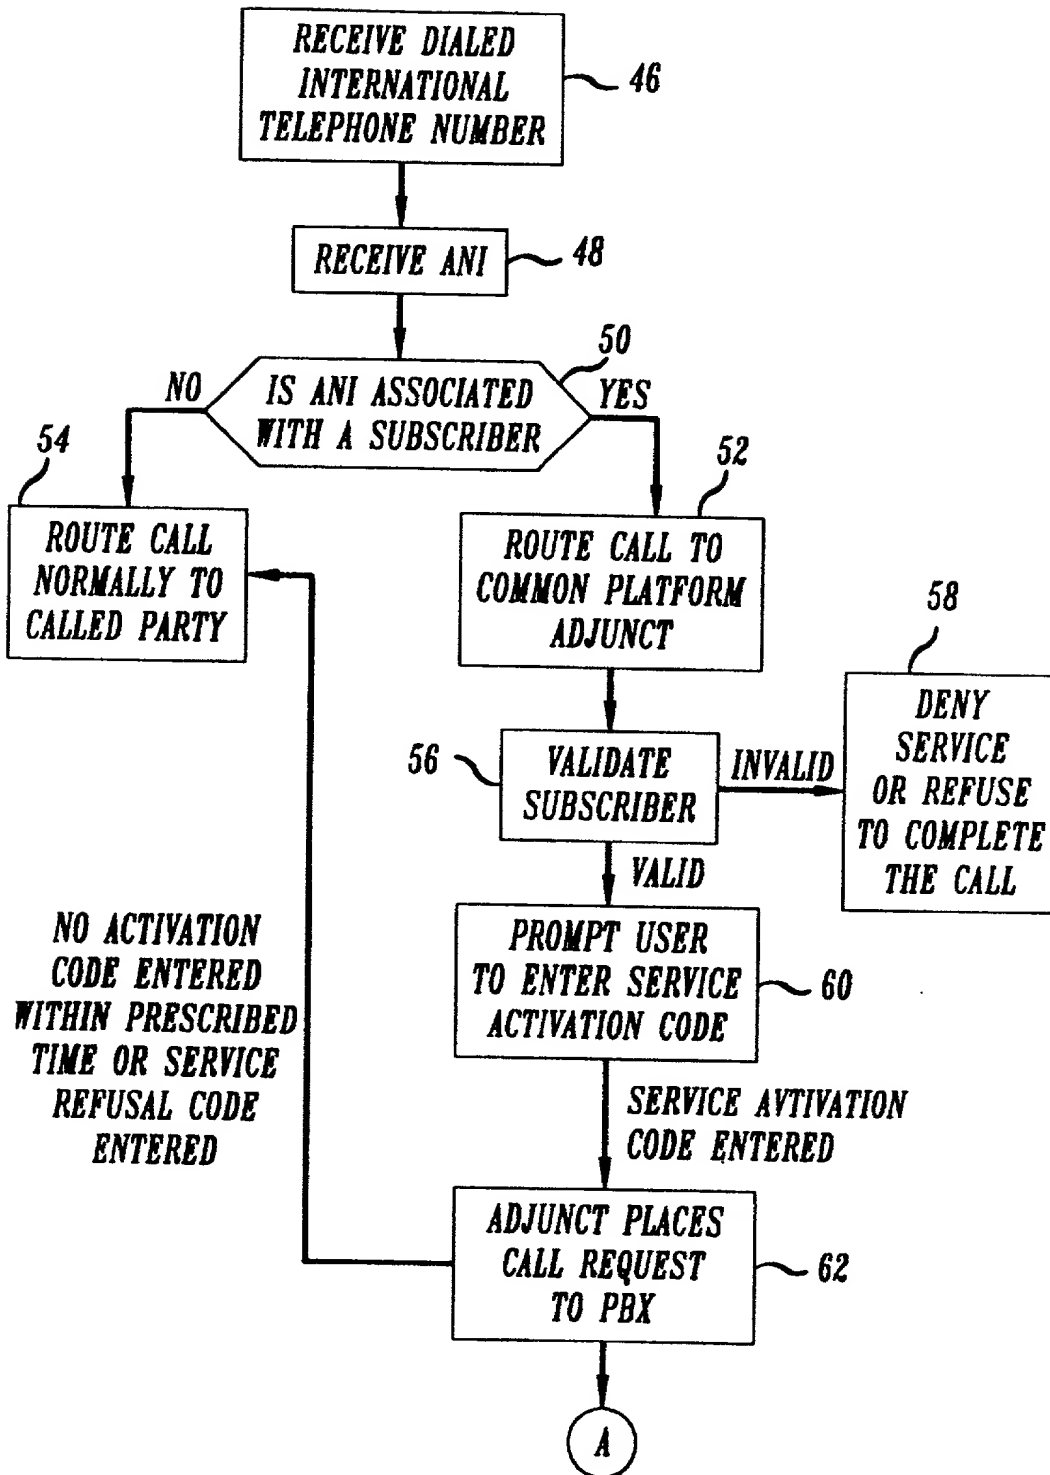 RECEIVE DIALED
INTERNATIONAL
TELEPHONE NUMBER
46
RECEIVE ANI
48
50
IS ANI ASSOCIATED
WITH A SUBSCRIBER
NO
YES
54
ROUTE CALL
NORMALLY TO
CALLED PARTY
52
ROUTE CALL TO
COMMON PLATFORM
ADJUNCT
58
DENY
SERVICE
OR REFUSE
TO COMPLETE
THE CALL
56
VALIDATE
SUBSCRIBER
INVALID
VALID
PROMPT USER
TO ENTER SERVICE
ACTIVATION CODE
60
NO ACTIVATION
CODE ENTERED
WITHIN PRESCRIBED
TIME OR SERVICE
REFUSAL CODE
ENTERED
SERVICE AVTIVATION
CODE ENTERED
ADJUNCT PLACES
CALL REQUEST
TO PBX
62
A